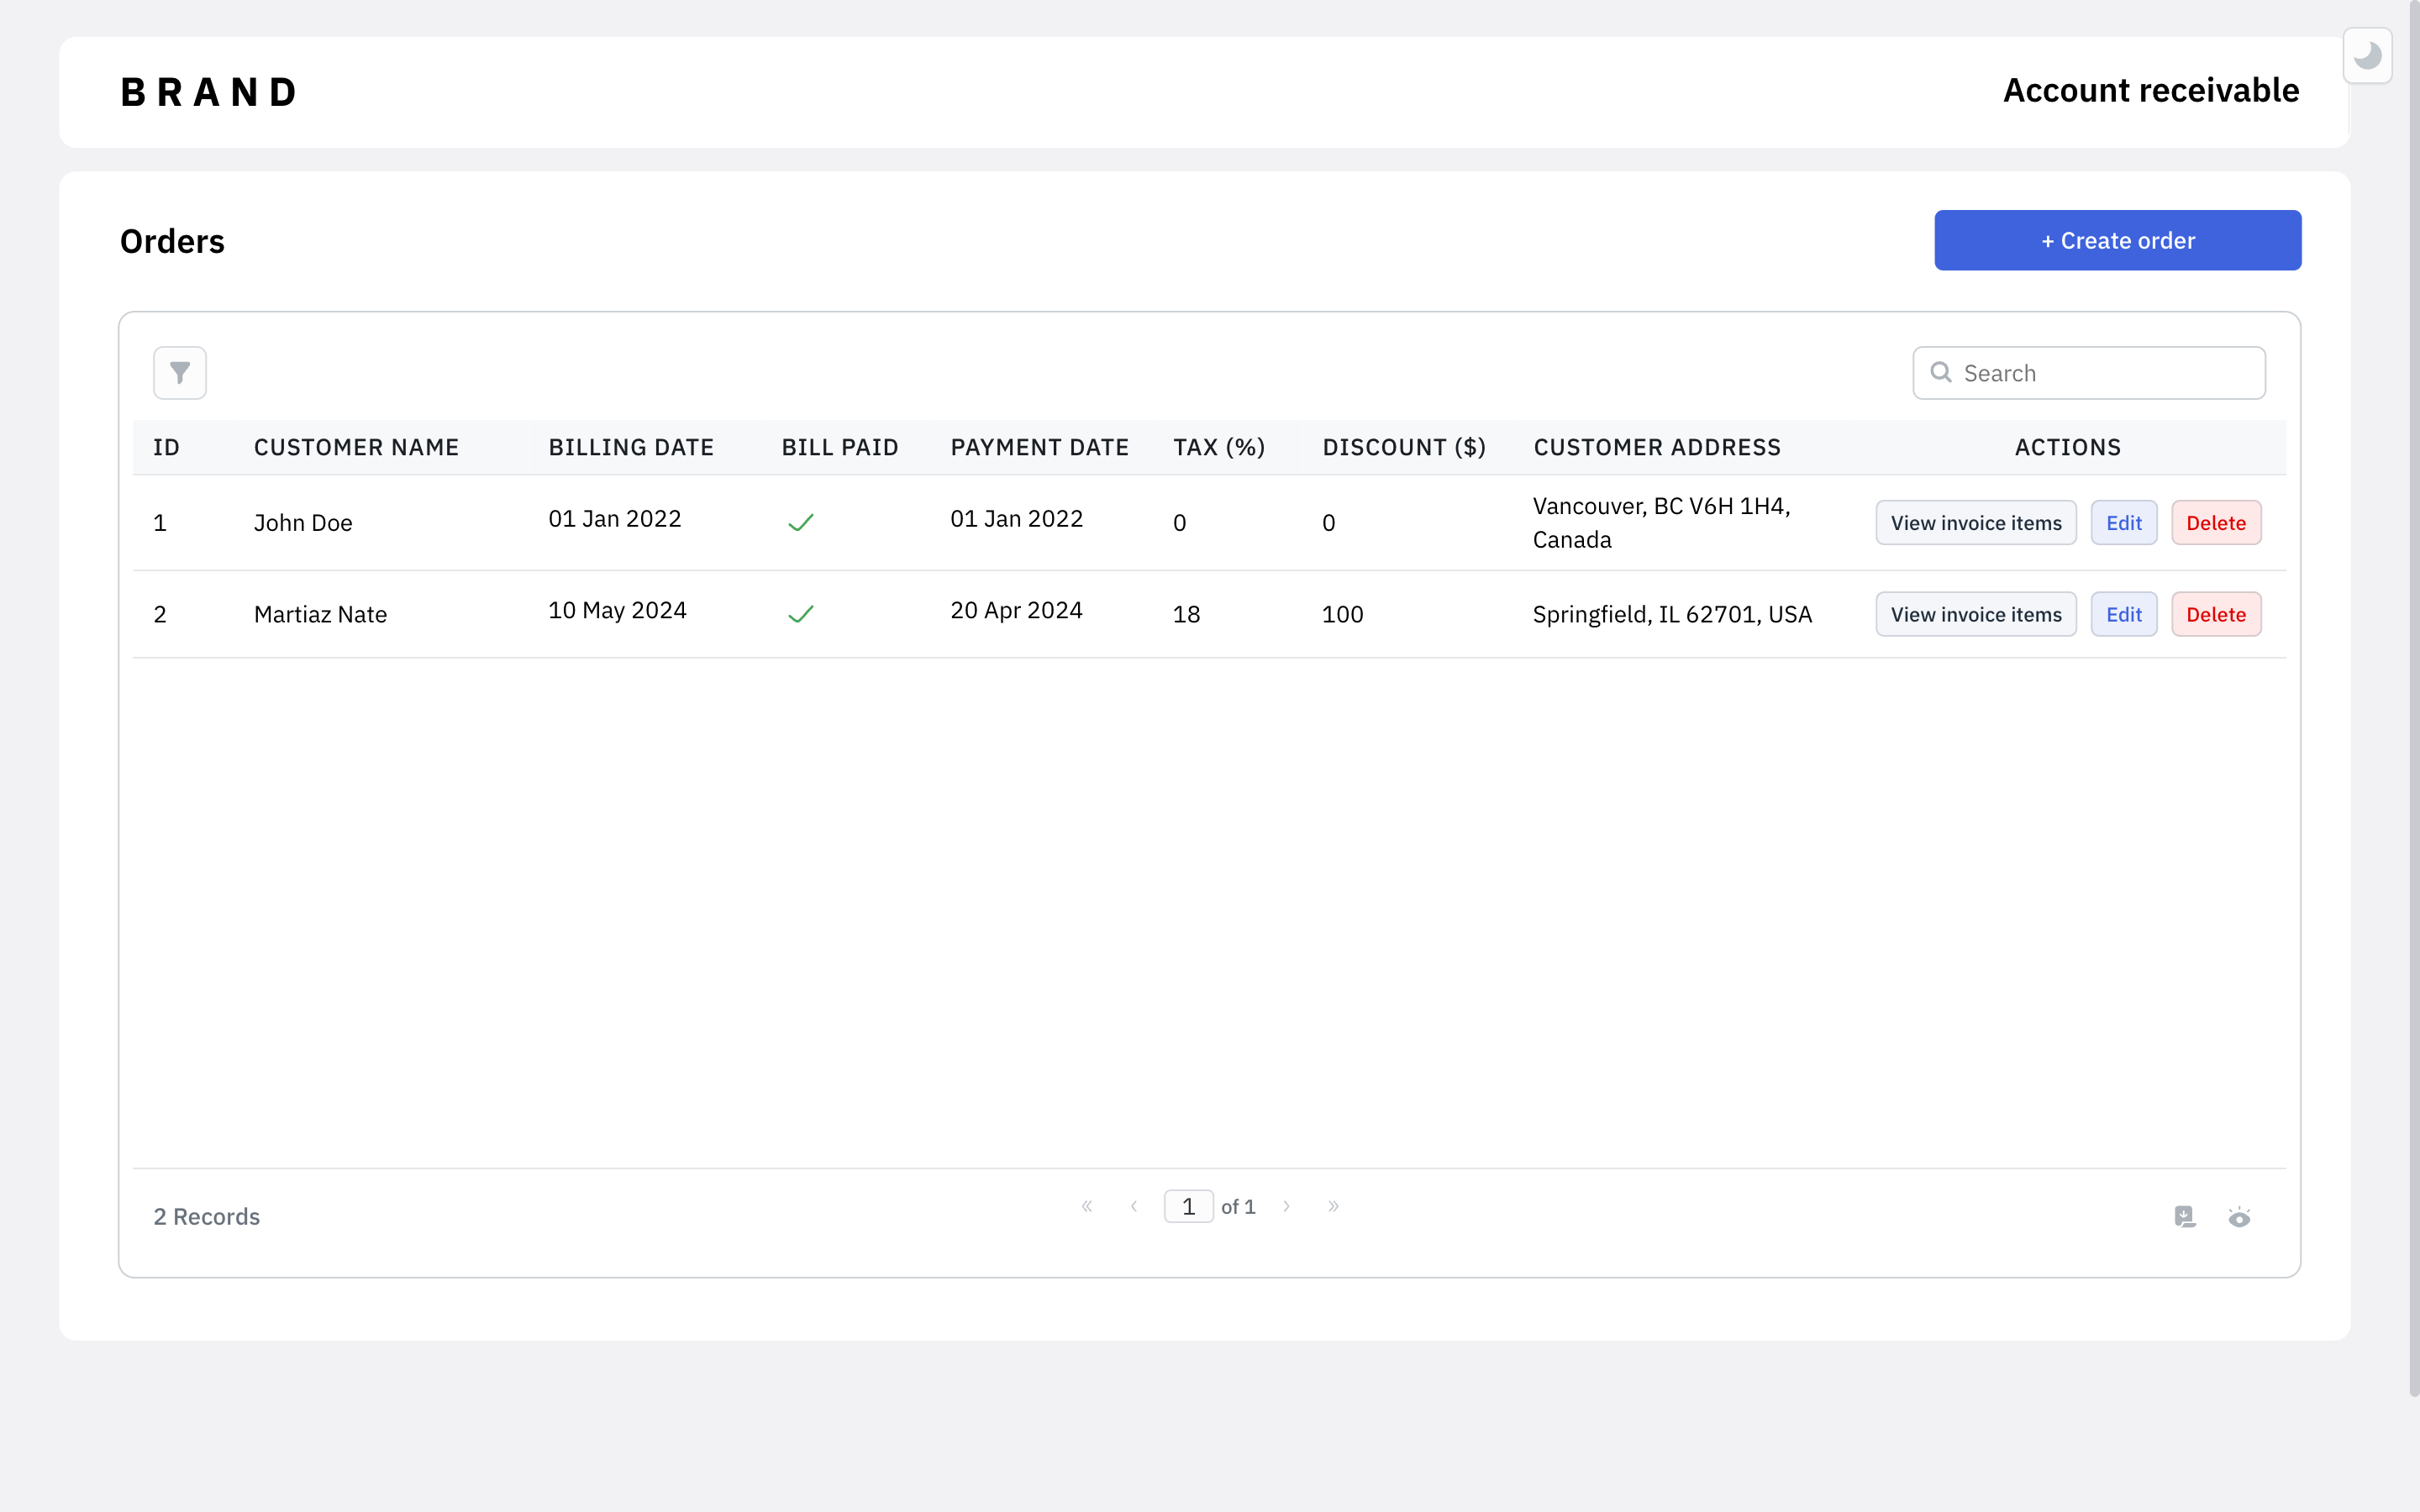 BRAND
Account receivable
Orders
+ Create order
Search
ID CUSTOMER NAME BILLING DATE BILL PAID PAYMENT DATE TAX (%) DISCOUNT ($) CUSTOMER ADDRESS ACTIONS
1 John Doe 01 Jan 2022 01 Jan 2022 0 0 Vancouver, BC V6H 1H4,
Canada View invoice items Edit Delete
2 Martiaz Nate 10 May 2024 20 Apr 2024 18 100 Springfield, IL 62701, USA View invoice items Edit Delete
2 Records « ‹ 1 of 1 › »